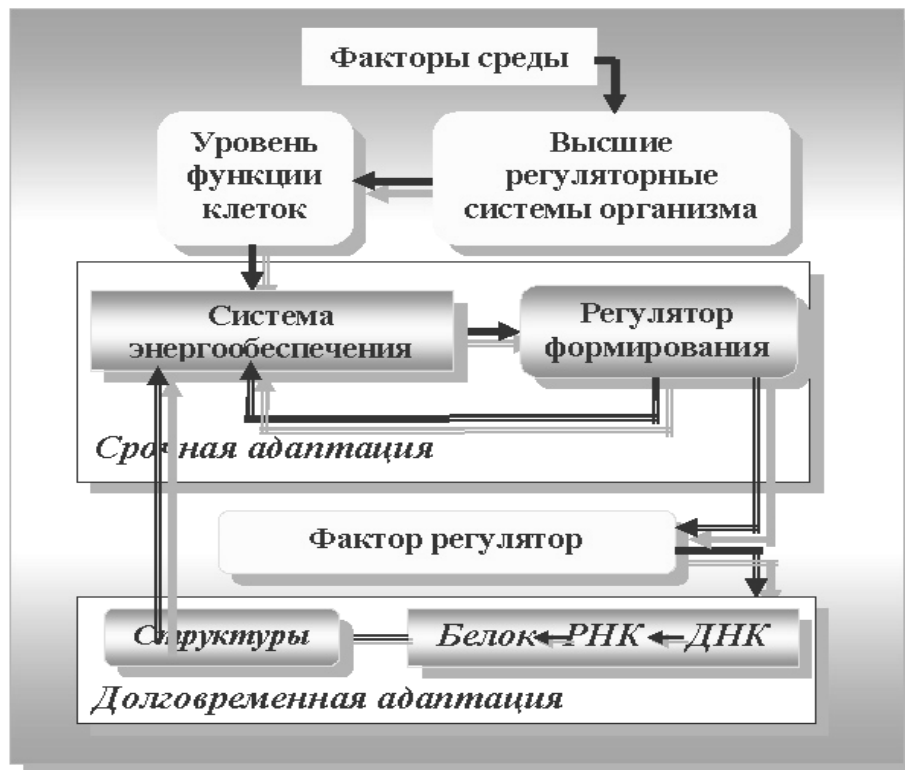 Факторы среды
Уровень
функции
клеток
Высшие
регуляторные
системы организма
Система
энергообеспечения
Регулятор
формирования
Срочная адаптация
Фактор регулятор
Структуры
Белок РНК ДНК
Долговременная адаптация